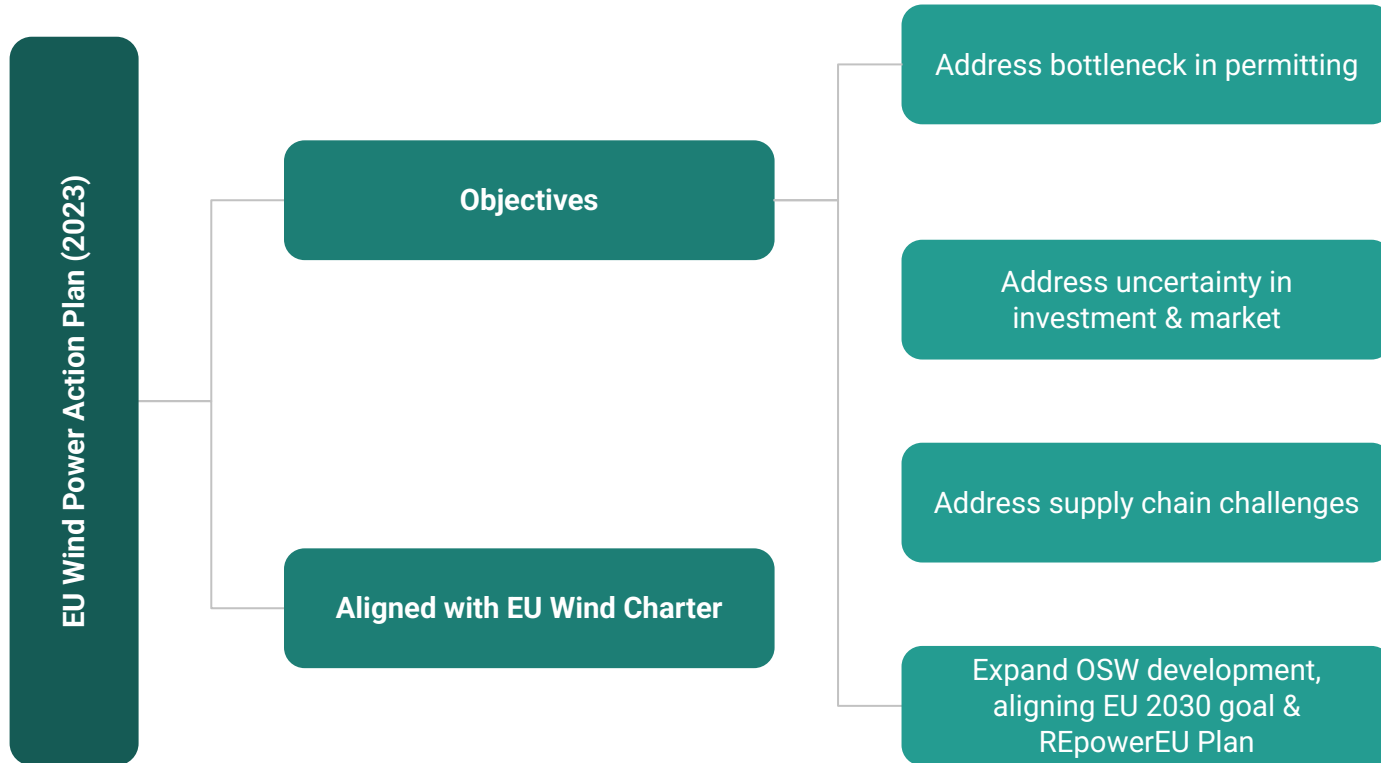 EU Wind Power Action Plan (2023)
Objectives
Aligned with EU Wind Charter
Address bottleneck in permitting
Address uncertainty in
investment & market
Address supply chain challenges
Expand OSW development,
aligning EU 2030 goal &
REpowerEU Plan